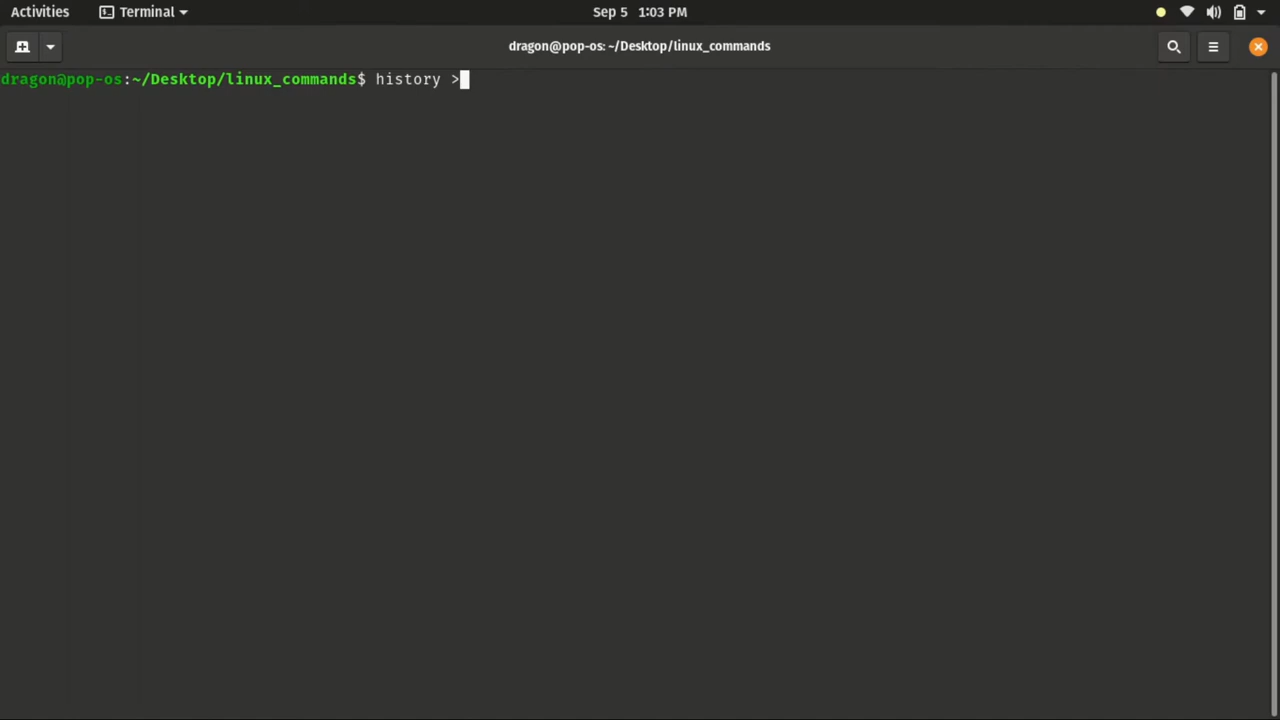 Activities Terminal Sep 5 1:03 PM
dragon@pop-os: ~/Desktop/linux_commands
dragon@pop-os:~/Desktop/linux_commands$ history >